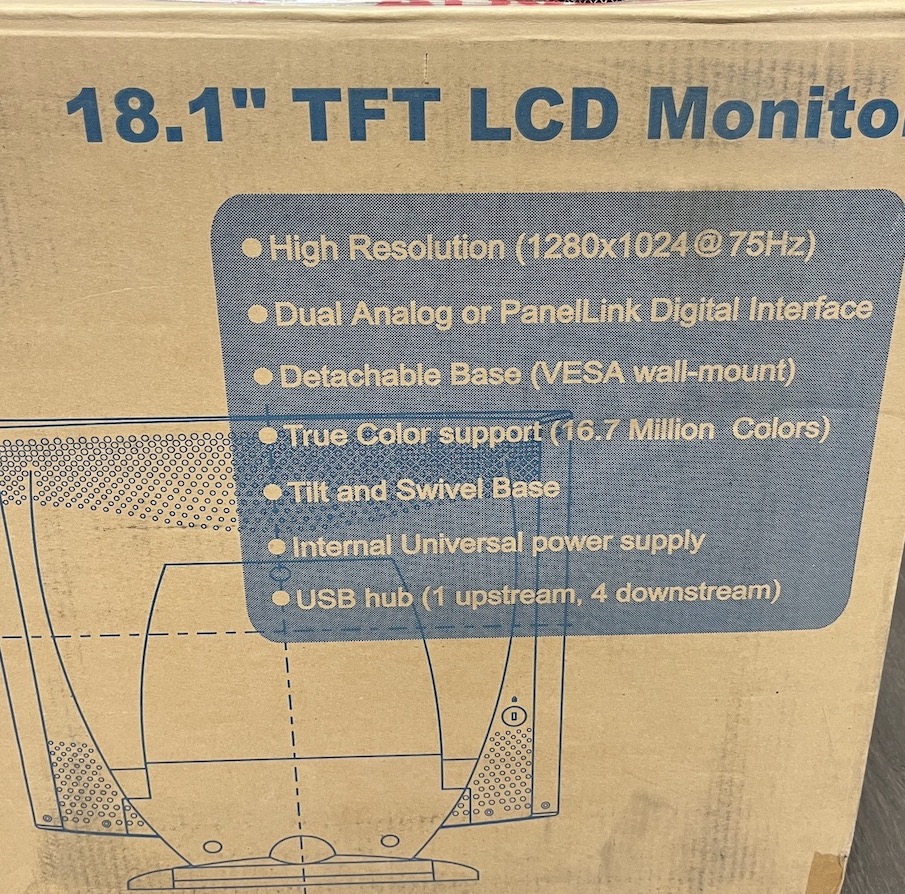 18.1" TFT LCD Monitor
High Resolution (1280x1024@75Hz)
Dual Analog or PanelLink Digital Interface
Detachable Base (VESA wall-mount)
True Color support (16.7 Million Colors)
Tilt and Swivel Base
Internal Universal power supply
USB hub (1 upstream, 4 downstream)